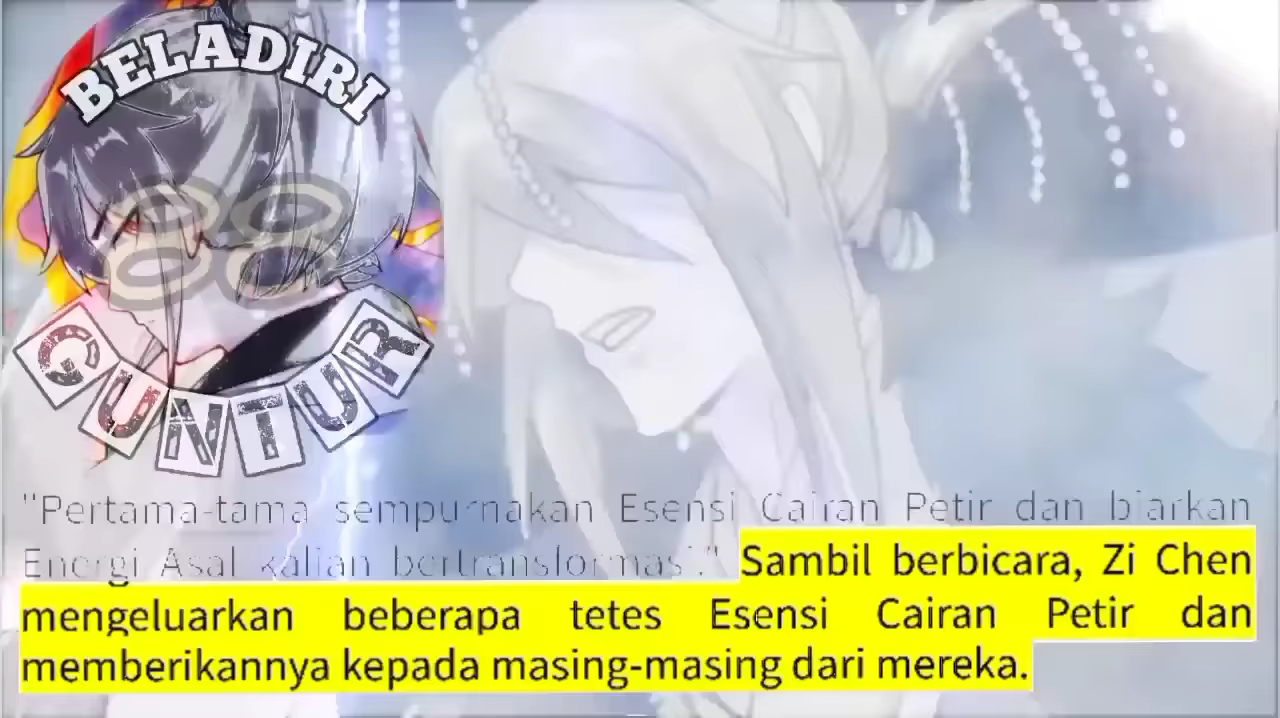 BELADIRI
GUNTUR
"Pertama-tama sempurnakan Esensi Cairan Petir dan biarkan
Energi Asal kalian bertransformasi." Sambil berbicara, Zi Chen
mengeluarkan beberapa tetes Esensi Cairan Petir dan
memberikannya kepada masing-masing dari mereka.